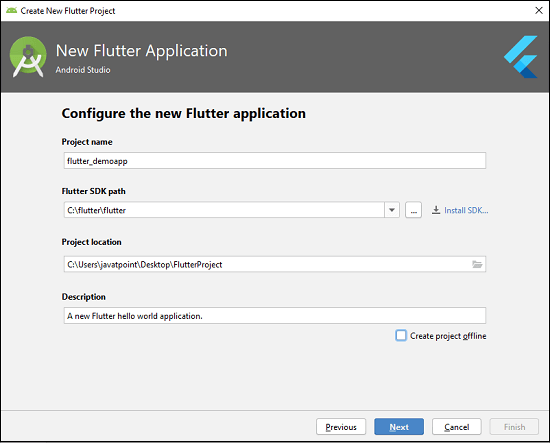 Create New Flutter Project
New Flutter Application
Android Studio
Configure the new Flutter application
Project name
flutter_demoapp
Flutter SDK path
C:\flutter\flutter
...
Install SDK...
Project location
C:\Users\javatpoint\Desktop\FlutterProject
Description
A new Flutter hello world application.
Create project offline
Previous
Next
Cancel
Finish